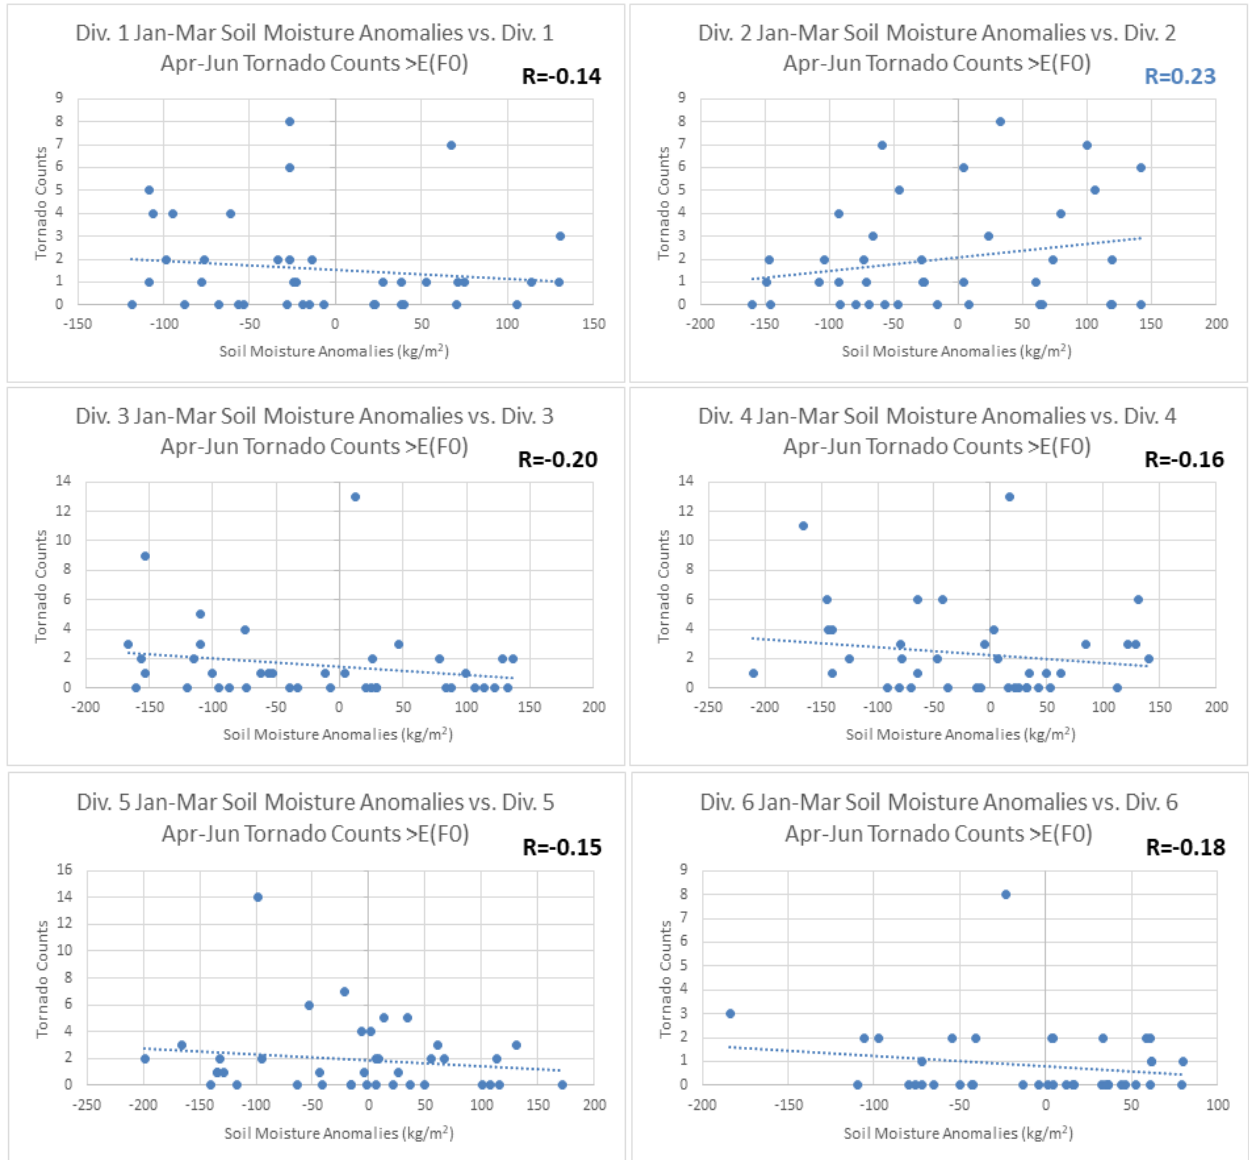 Div. 1 Jan-Mar Soil Moisture Anomalies vs. Div. 1
Apr-Jun Tornado Counts >E(F0)
R=-0.14
9
8
7
6
5
4
3
2
1
0
Tornado Counts
-150 -100 -50 0 50 100 150
Soil Moisture Anomalies (kg/m²)
Div. 2 Jan-Mar Soil Moisture Anomalies vs. Div. 2
Apr-Jun Tornado Counts >E(F0)
R=0.23
9
8
7
6
5
4
3
2
1
0
Tornado Counts
-200 -150 -100 -50 0 50 100 150 200
Soil Moisture Anomalies (kg/m²)
Div. 3 Jan-Mar Soil Moisture Anomalies vs. Div. 3
Apr-Jun Tornado Counts >E(F0)
R=-0.20
14
12
10
8
6
4
2
0
Tornado Counts
-200 -150 -100 -50 0 50 100 150 200
Soil Moisture Anomalies (kg/m²)
Div. 4 Jan-Mar Soil Moisture Anomalies vs. Div. 4
Apr-Jun Tornado Counts >E(F0)
R=-0.16
14
12
10
8
6
4
2
0
Tornado Counts
-250 -200 -150 -100 -50 0 50 100 150 200
Soil Moisture Anomalies (kg/m²)
Div. 5 Jan-Mar Soil Moisture Anomalies vs. Div. 5
Apr-Jun Tornado Counts >E(F0)
R=-0.15
16
14
12
10
8
6
4
2
0
Tornado Counts
-250 -200 -150 -100 -50 0 50 100 150 200
Soil Moisture Anomalies (kg/m²)
Div. 6 Jan-Mar Soil Moisture Anomalies vs. Div. 6
Apr-Jun Tornado Counts >E(F0)
R=-0.18
9
8
7
6
5
4
3
2
1
0
Tornado Counts
-200 -150 -100 -50 0 50 100
Soil Moisture Anomalies (kg/m²)